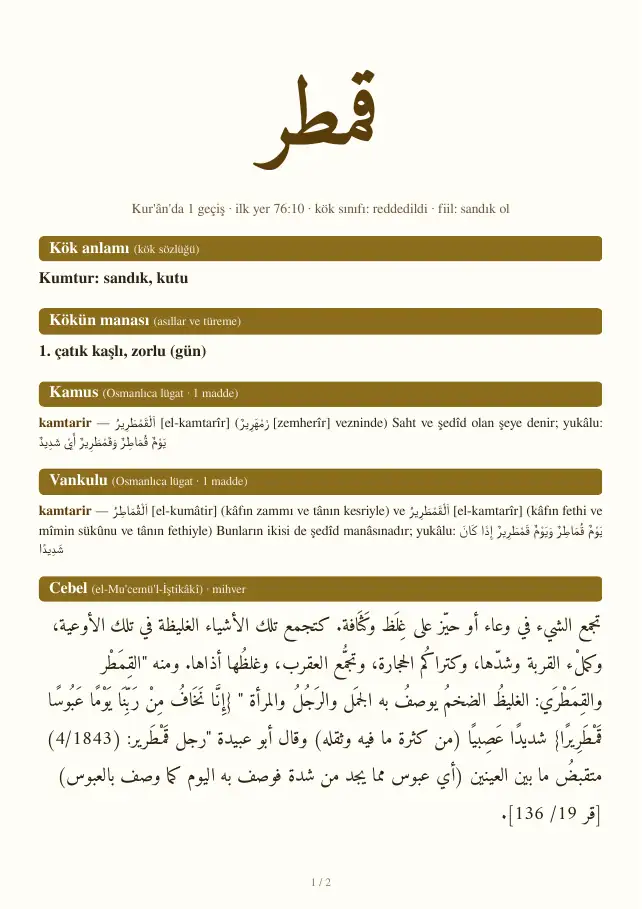 قمطر
Kur'ân'da 1 geçiş · ilk yer 76:10 · kök sınıfı: reddedildi · fiil: sandık ol
Kök anlamı (kök sözlüğü)
Kumtur: sandık, kutu
Kökün manası (asıllar ve türeme)
1. çatık kaşlı, zorlu (gün)
Kamus (Osmanlıca lügat · 1 madde)
kamtarir — اَلْقَمْطَرِيرُ [el-kamtarîr] (زَمْهَرِيرٌ [zemherîr] vezninde) Saht ve şedîd olan şeye denir; yukâlu:
يَوْمٌ قُمَاطِرٌ وَقَمْطَرِيرٌ أَيْ شَدِيدٌ
Vankulu (Osmanlıca lügat · 1 madde)
kamtarir — اَلْقُمَاطِرُ [el-kumâtir] (kâfın zammı ve tânın kesriyle) ve اَلْقَمْطَرِيرُ [el-kamtarîr] (kâfın fethi ve
mîmin sükûnu ve tânın fethiyle) Bunların ikisi de şedîd manâsınadır; yukâlu: يَوْمٌ قُمَاطِرٌ وَيَوْمٌ قَمْطَرِيرٌ إِذَا كَانَ
شَدِيدًا
Cebel (el-Mu'cemü'l-İştikâkî) · mihver
تجمع الشيء في وعاء أو حيّز على غِلَظ وكَثَافة. كتجمع تلك الأشياء الغليظة في تلك الأوعية،
وكملْء القربة وشدّها، وكتراكُم الحجارة، وتجمُّع العقرب، وغلظُها أذاها. ومنه "القِمَطْر
والقِمَطْرَي: الغليظُ الضخمُ يوصفُ به الجمَل والرَجُلُ والمرأة " {إِنَّا نَخَافُ مِنْ رَبِّنَا يَوْمًا عَبُوسًا
قَمْطَرِيرًا} شديدًا عَصِيبًا (من كثرة ما فيه وثقله) وقال أبو عبيدة "رجل قَمْطَرير: (4/1843)
متقبضُ ما بين العينين (أي عبوس مما يجد من شدة فوصف به اليوم كما وصف بالعبوس)
[قر 19/ 136].
1 / 2